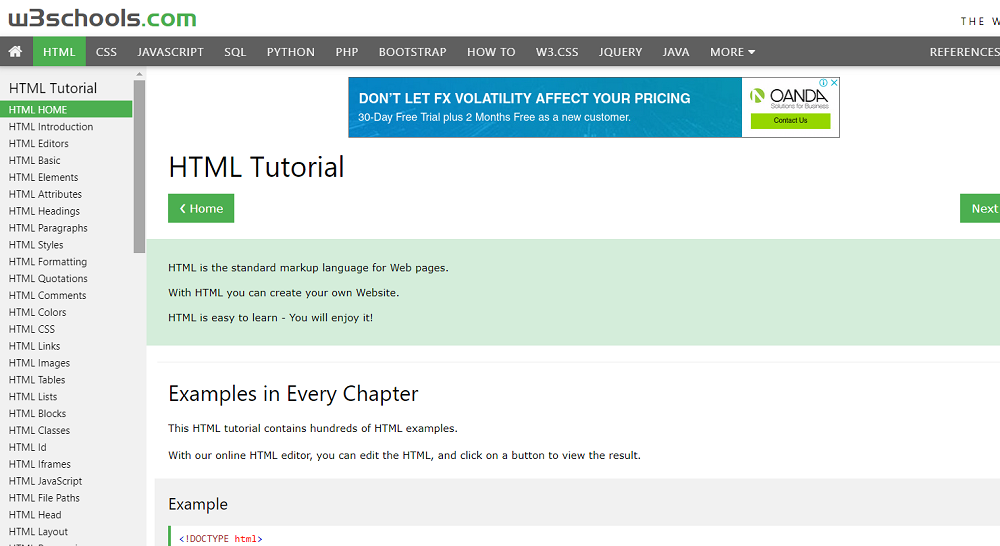 w3schools.com
THE W
HTML CSS JAVASCRIPT SQL PYTHON PHP BOOTSTRAP HOW TO W3.CSS JQUERY JAVA MORE REFERENCES
HTML Tutorial
HTML HOME
HTML Introduction
HTML Editors
HTML Basic
HTML Elements
HTML Attributes
HTML Headings
HTML Paragraphs
HTML Styles
HTML Formatting
HTML Quotations
HTML Comments
HTML Colors
HTML CSS
HTML Links
HTML Images
HTML Tables
HTML Lists
HTML Blocks
HTML Classes
HTML Id
HTML Iframes
HTML JavaScript
HTML File Paths
HTML Head
HTML Layout
DON'T LET FX VOLATILITY AFFECT YOUR PRICING
30-Day Free Trial plus 2 Months Free as a new customer.
OANDA
Solutions for Business
Contact Us
HTML Tutorial
❮ Home
Next
HTML is the standard markup language for Web pages.
With HTML you can create your own Website.
HTML is easy to learn - You will enjoy it!
Examples in Every Chapter
This HTML tutorial contains hundreds of HTML examples.
With our online HTML editor, you can edit the HTML, and click on a button to view the result.
Example
<!DOCTYPE html>